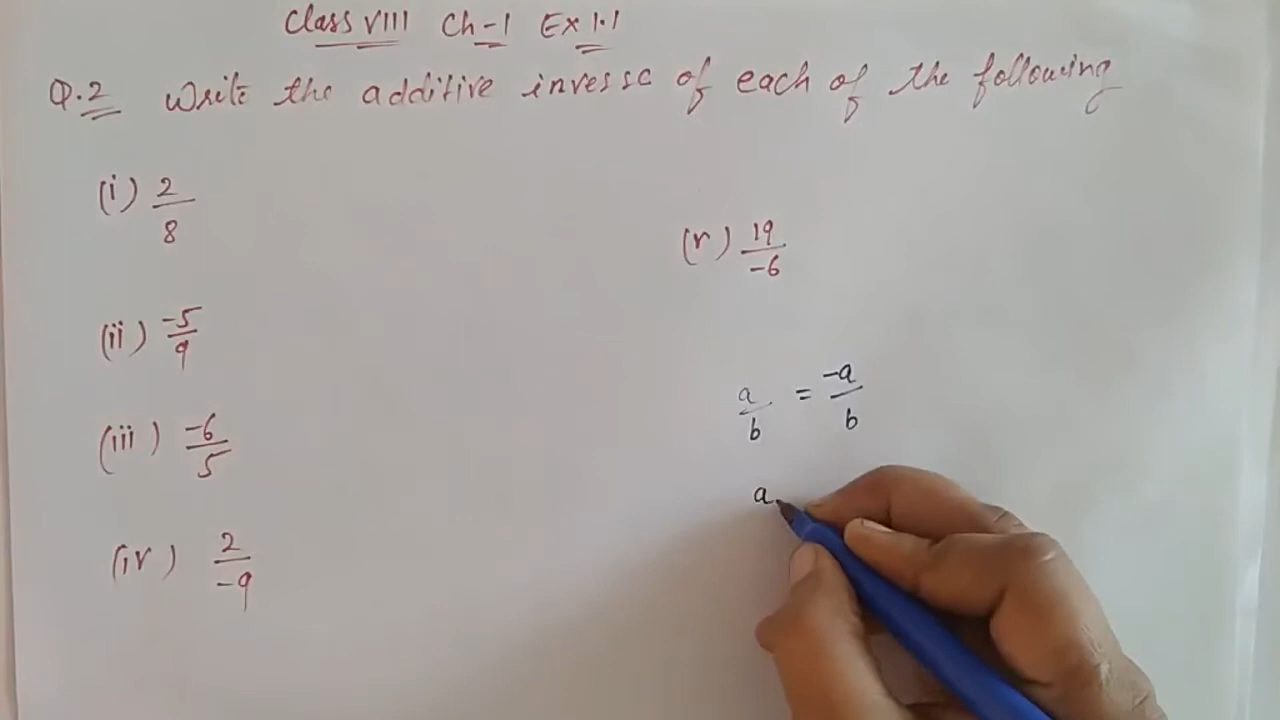 Class VIII Ch-1 Ex 1.1
Q.2 Write the additive inverse of each of the following
(i) 2/8
(ii) -5/9
(iii) -6/5
(iv) 2/-9
(v) 19/-6
a/b = -a/b
a